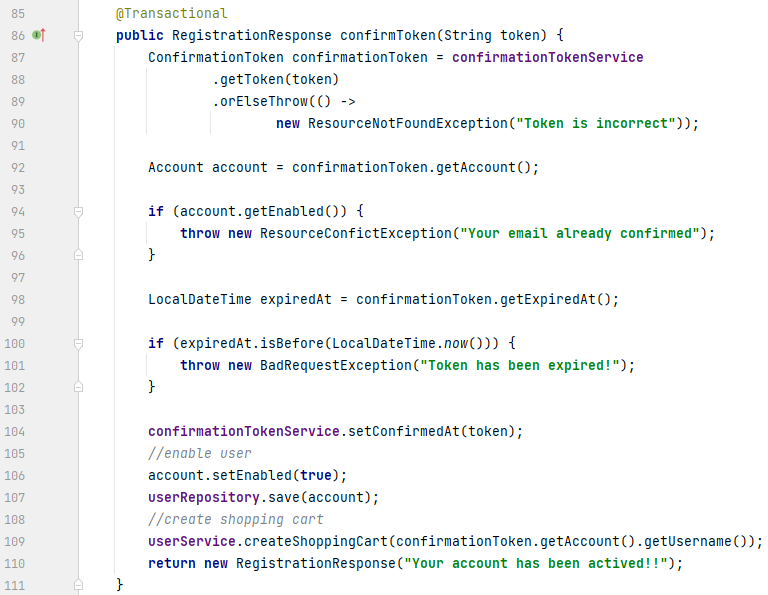 85 @Transactional
86 public RegistrationResponse confirmToken(String token) {
87 ConfirmationToken confirmationToken = confirmationTokenService
88 .getToken(token)
89 .orElseThrow(() ->
90 new ResourceNotFoundException("Token is incorrect"));
91
92 Account account = confirmationToken.getAccount();
93
94 if (account.getEnabled()) {
95 throw new ResourceConfictException("Your email already confirmed");
96 }
97
98 LocalDateTime expiredAt = confirmationToken.getExpiredAt();
99
100 if (expiredAt.isBefore(LocalDateTime.now())) {
101 throw new BadRequestException("Token has been expired!");
102 }
103
104 confirmationTokenService.setConfirmedAt(token);
105 //enable user
106 account.setEnabled(true);
107 userRepository.save(account);
108 //create shopping cart
109 userService.createShoppingCart(confirmationToken.getAccount().getUsername());
110 return new RegistrationResponse("Your account has been actived!!");
111 }